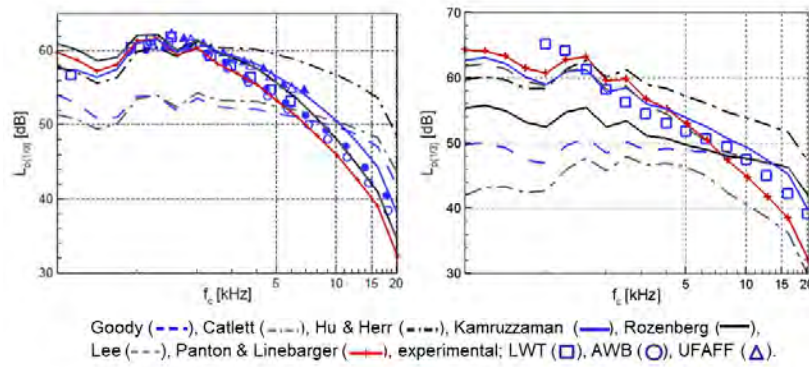 L_p(1/3) [dB]
60
50
40
30
5
10
15
20
f_c [kHz]
L_p(1/3) [dB]
70
60
50
40
30
5
10
15
20
f_c [kHz]
Goody ( ), Catlett ( ), Hu & Herr ( ), Kamruzzaman ( ), Rozenberg ( ),
Lee ( ), Panton & Linebarger ( ), experimental; LWT ( ), AWB ( ), UFAFF ( ).